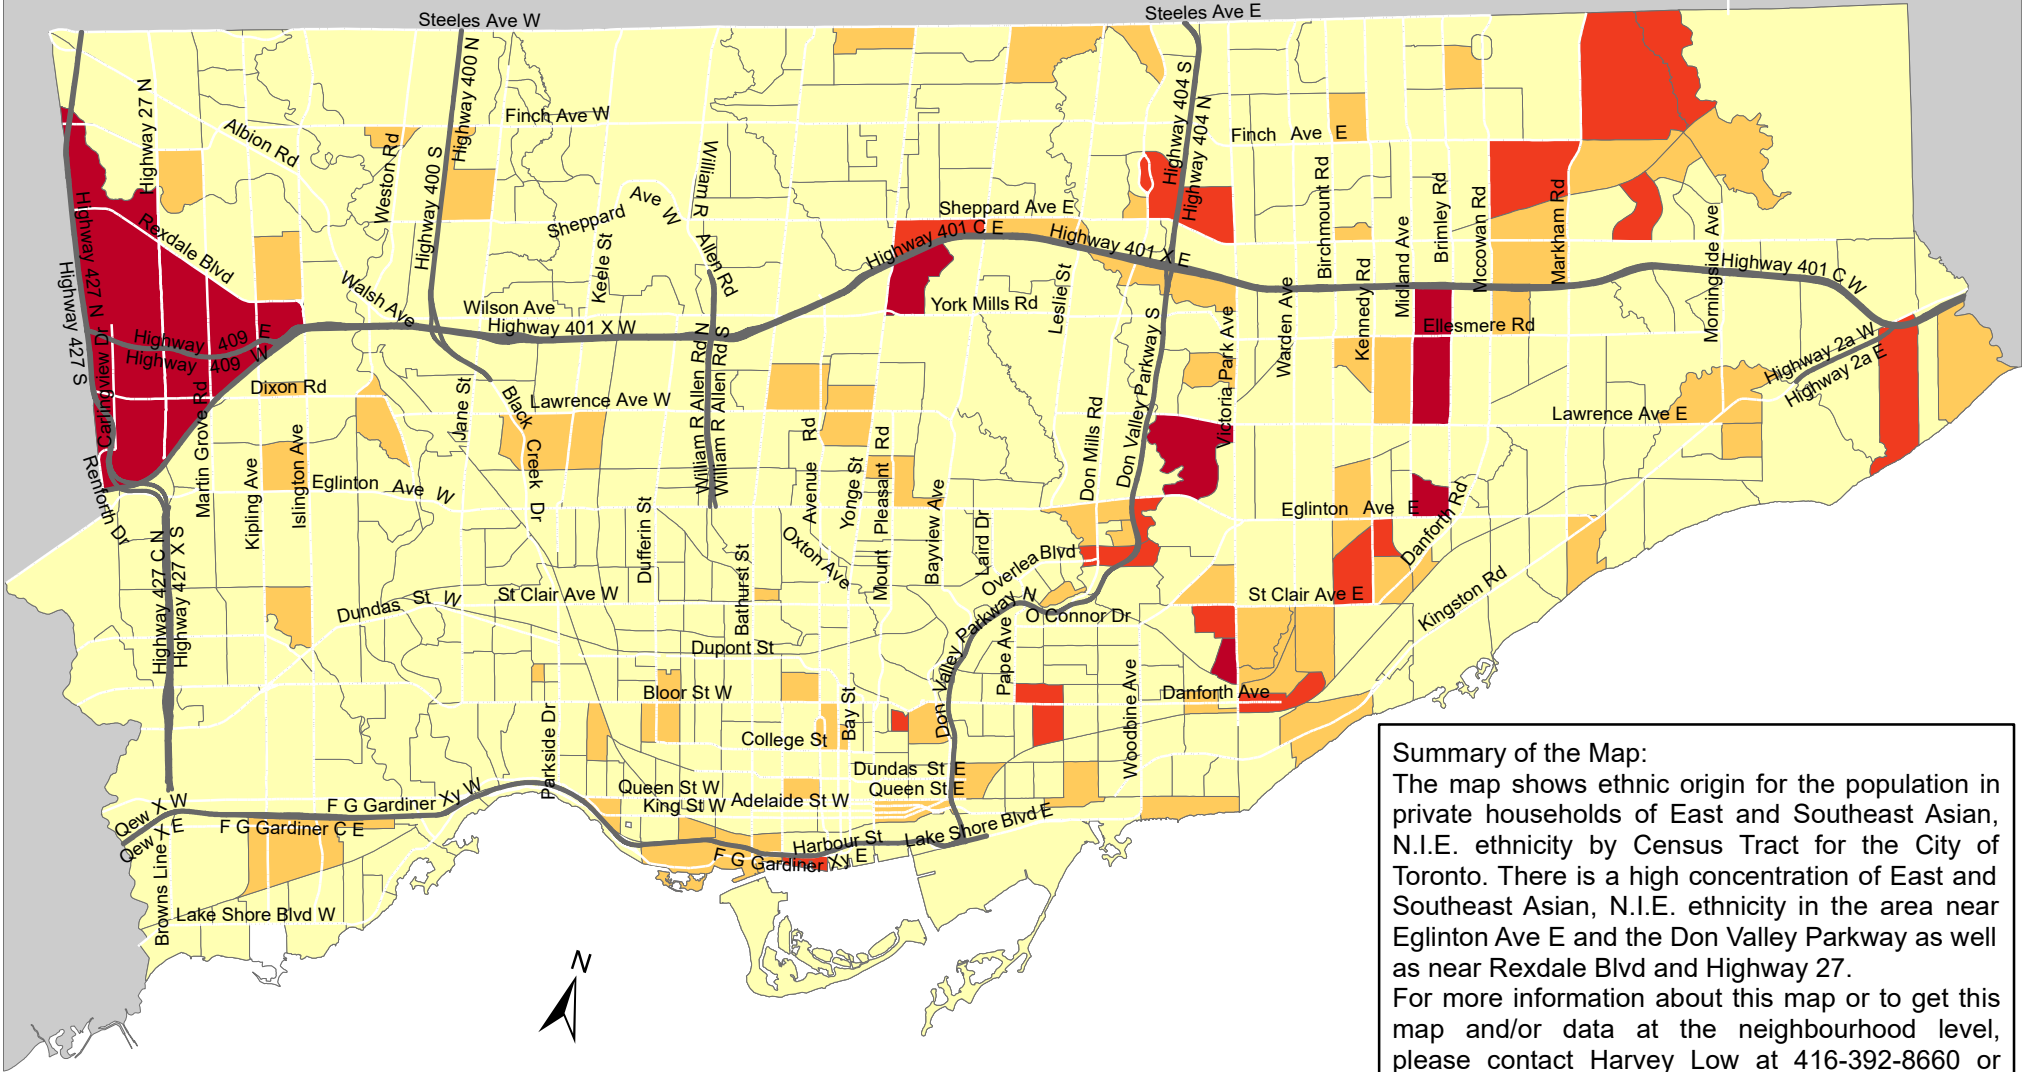 Steeles Ave W
Steeles Ave E
Highway 27 N
Albion Rd
Weston Rd
Highway 400 N
Highway 400 S
Finch Ave W
William R
Allen Rd
Highway 404 S
Highway 404 N
Finch Ave E
Sheppard Ave W
Sheppard Ave E
Keele St
Highway 401 C E
Highway 401 X E
Birchmount Rd
Midland Ave
Brimley Rd
Mccowan Rd
Markham Rd
Morningside Ave
Highway 401 C W
Highway 427 N
Highway 427 S
Rexdale Blvd
Walsh Ave
Wilson Ave
Highway 401 X W
York Mills Rd
Leslie St
Victoria Park Ave
Warden Ave
Kennedy Rd
Ellesmere Rd
Highway 2a W
Highway 2a E
Highway 409 E
Highway 409 W
Carlingview Dr
Martin Grove Rd
Dixon Rd
Jane St
Black Creek Dr
Lawrence Ave W
William R Allen Rd N
William R Allen Rd S
Avenue Rd
Yonge St
Mount Pleasant Rd
Don Mills Rd
Don Valley Parkway S
Lawrence Ave E
Renforth Dr
Kipling Ave
Islington Ave
Eglinton Ave W
Eglinton Ave E
Danforth Rd
Highway 427 C N
Highway 427 X S
Dufferin St
Bathurst St
Oxton Ave
Bayview Ave
Laird Dr
Overlea Blvd
Dundas St W
St Clair Ave W
St Clair Ave E
Kingston Rd
Don Valley Parkway N
O Connor Dr
Pape Ave
Dupont St
Bloor St W
Bay St
Woodbine Ave
Danforth Ave
Parkside Dr
College St
Dundas St E
Queen St W
Queen St E
King St W
Adelaide St W
Qew X W
Qew X E
F G Gardiner Xy W
F G Gardiner C E
Harbour St
Lake Shore Blvd E
F G Gardiner Xy E
Browns Line
Lake Shore Blvd W
N
Summary of the Map:
The map shows ethnic origin for the population in
private households of East and Southeast Asian,
N.I.E. ethnicity by Census Tract for the City of
Toronto. There is a high concentration of East and
Southeast Asian, N.I.E. ethnicity in the area near
Eglinton Ave E and the Don Valley Parkway as well
as near Rexdale Blvd and Highway 27.
For more information about this map or to get this
map and/or data at the neighbourhood level,
please contact Harvey Low at 416-392-8660 or